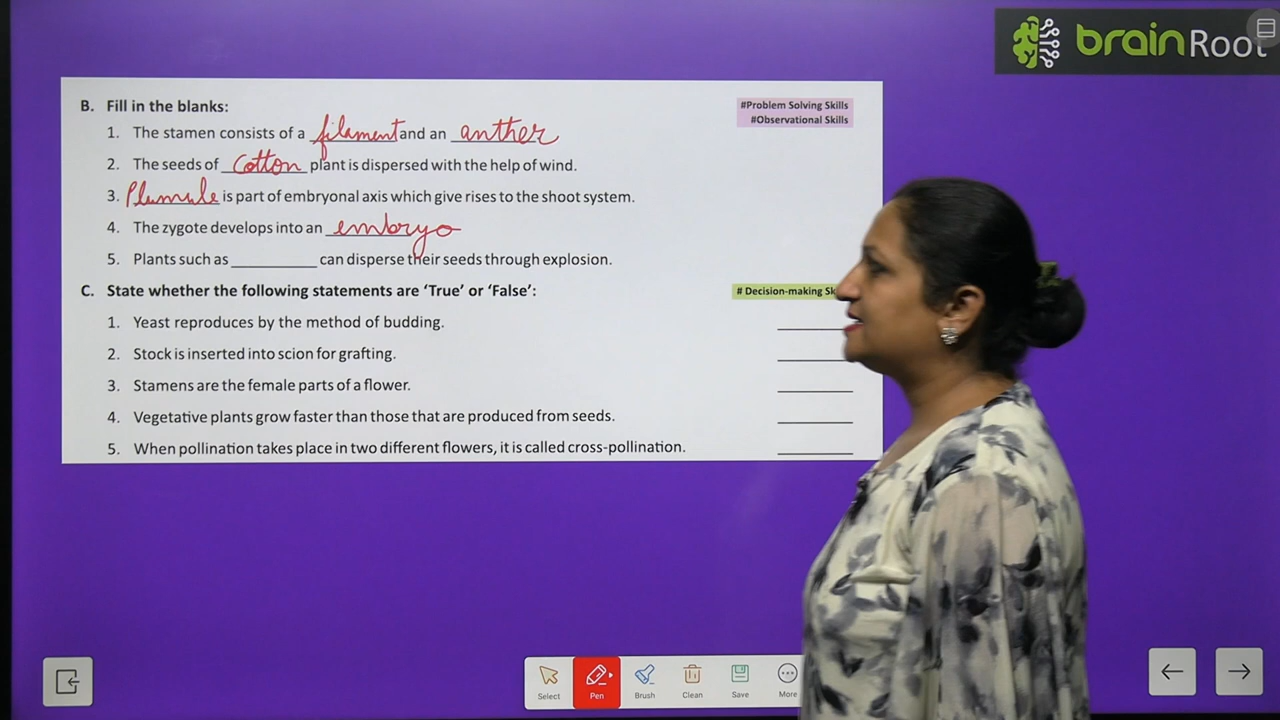 brainRoot
B. Fill in the blanks:
#Problem Solving Skills
#Observational Skills
1. The stamen consists of a filament and an anther
2. The seeds of cotton plant is dispersed with the help of wind.
3. Plumule is part of embryonal axis which give rises to the shoot system.
4. The zygote develops into an embryo
5. Plants such as __________ can disperse their seeds through explosion.
C. State whether the following statements are ‘True’ or ‘False’:
# Decision-making Sk
1. Yeast reproduces by the method of budding.
2. Stock is inserted into scion for grafting.
3. Stamens are the female parts of a flower.
4. Vegetative plants grow faster than those that are produced from seeds.
5. When pollination takes place in two different flowers, it is called cross-pollination.
Select Pen Brush Clean Save More